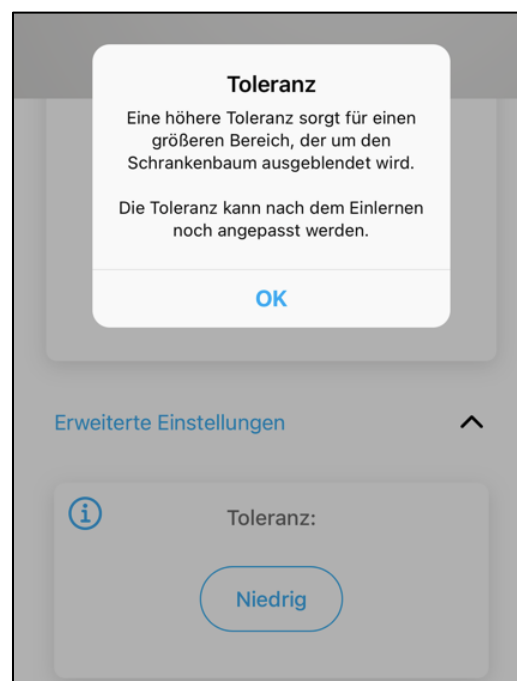 Toleranz
Eine höhere Toleranz sorgt für einen
größeren Bereich, der um den
Schrankenbaum ausgeblendet wird.
Die Toleranz kann nach dem Einlernen
noch angepasst werden.
OK
Erweiterte Einstellungen
Toleranz:
Niedrig